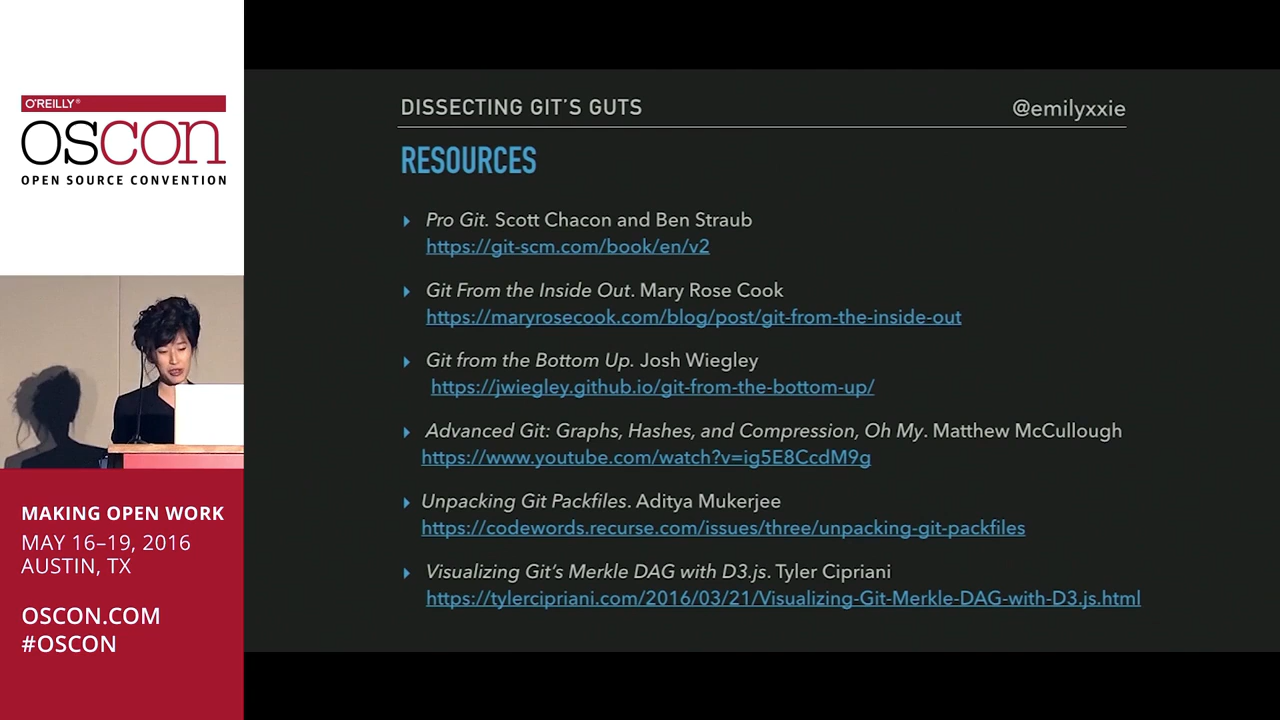 O'REILLY®
OSCON
OPEN SOURCE CONVENTION
MAKING OPEN WORK
MAY 16–19, 2016
AUSTIN, TX
OSCON.COM
#OSCON
DISSECTING GIT'S GUTS
@emilyxxie
RESOURCES
Pro Git. Scott Chacon and Ben Straub
https://git-scm.com/book/en/v2
Git From the Inside Out. Mary Rose Cook
https://maryrosecook.com/blog/post/git-from-the-inside-out
Git from the Bottom Up. Josh Wiegley
https://jwiegley.github.io/git-from-the-bottom-up/
Advanced Git: Graphs, Hashes, and Compression, Oh My. Matthew McCullough
https://www.youtube.com/watch?v=ig5E8CcdM9g
Unpacking Git Packfiles. Aditya Mukerjee
https://codewords.recurse.com/issues/three/unpacking-git-packfiles
Visualizing Git's Merkle DAG with D3.js. Tyler Cipriani
https://tylercipriani.com/2016/03/21/Visualizing-Git-Merkle-DAG-with-D3.js.html